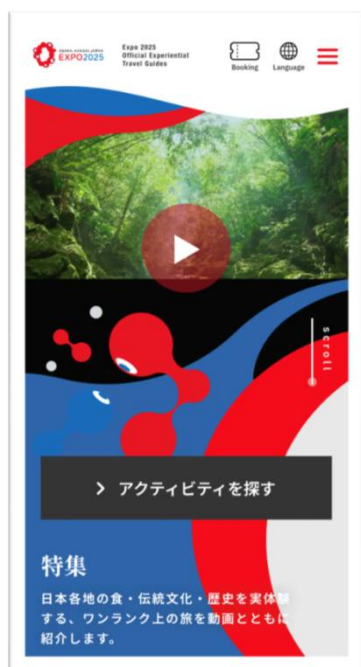 OSAKA, KANSAI, JAPAN
EXPO2025
Expo 2025
Official Experiential
Travel Guides
Booking
Language
scroll
アクティビティを探す
特集
日本各地の食・伝統文化・歴史を実体験
する、ワンランク上の旅を動画とともに
紹介します。